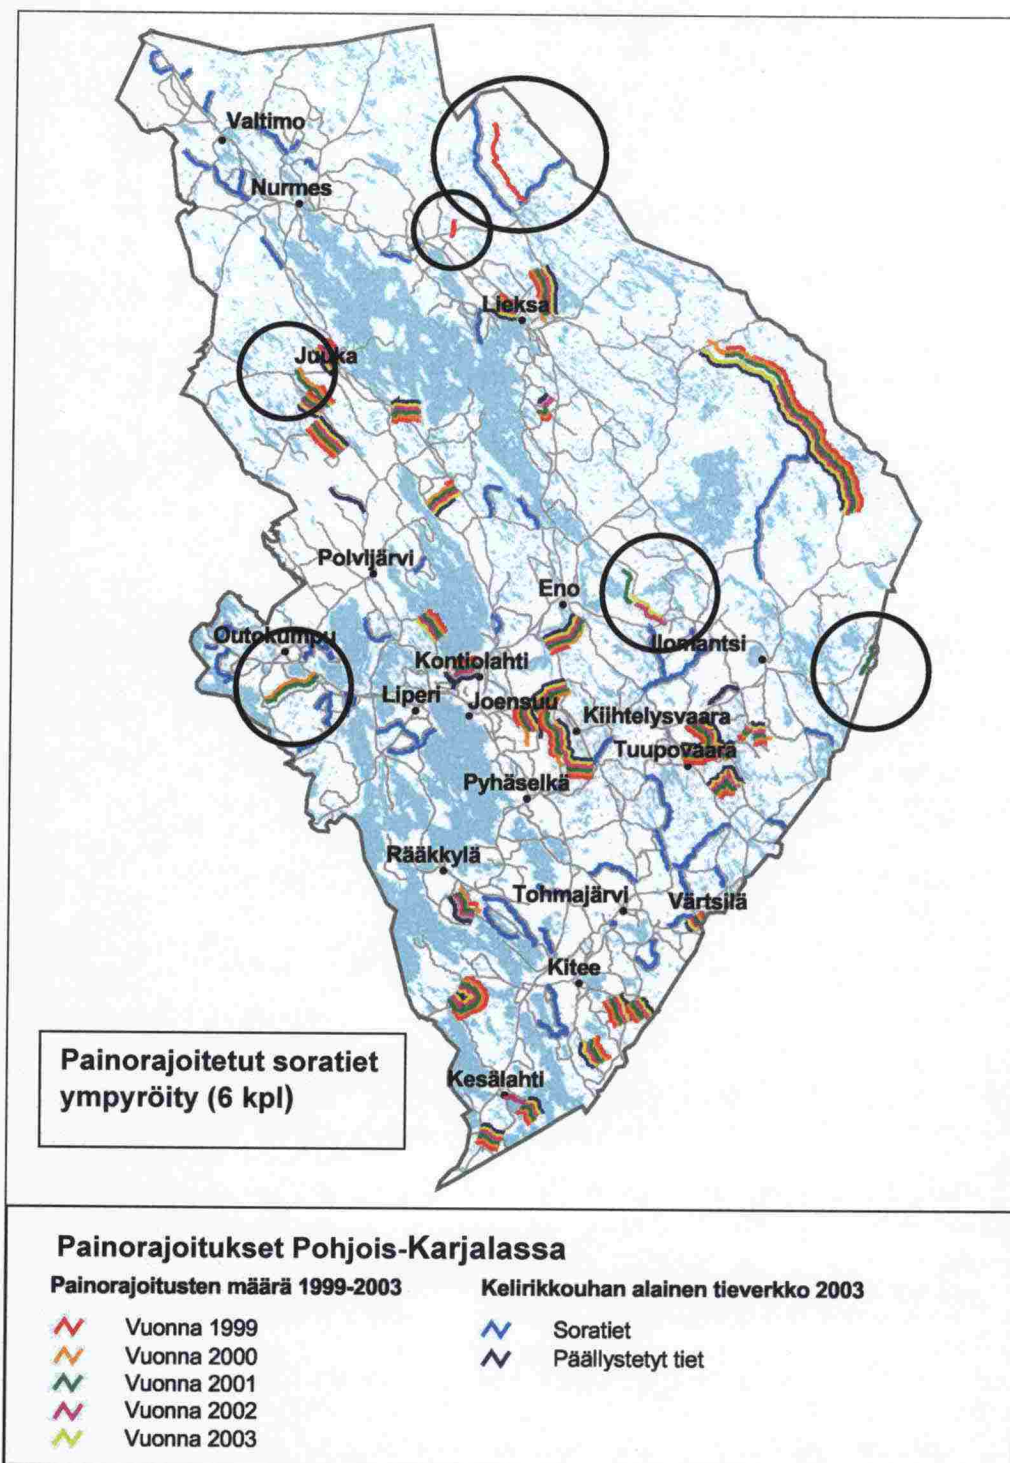 Valtimo
Nurmes
Lieksa
Juuka
Polvijärvi
Eno
Outokumpu
Ilomantsi
Kontiolahti
Liperi
Joensuu
Kiihtelysvaara
Tuupovaara
Pyhäselkä
Rääkkylä
Tohmajärvi
Värtsilä
Kitee
Kesälahti
Painorajoitetut soratiet
ympyröity (6 kpl)
Painorajoitukset Pohjois-Karjalassa
Painorajoitusten määrä 1999-2003
Vuonna 1999
Vuonna 2000
Vuonna 2001
Vuonna 2002
Vuonna 2003
Kelirikkouhan alainen tieverkko 2003
Soratiet
Päällystetyt tiet